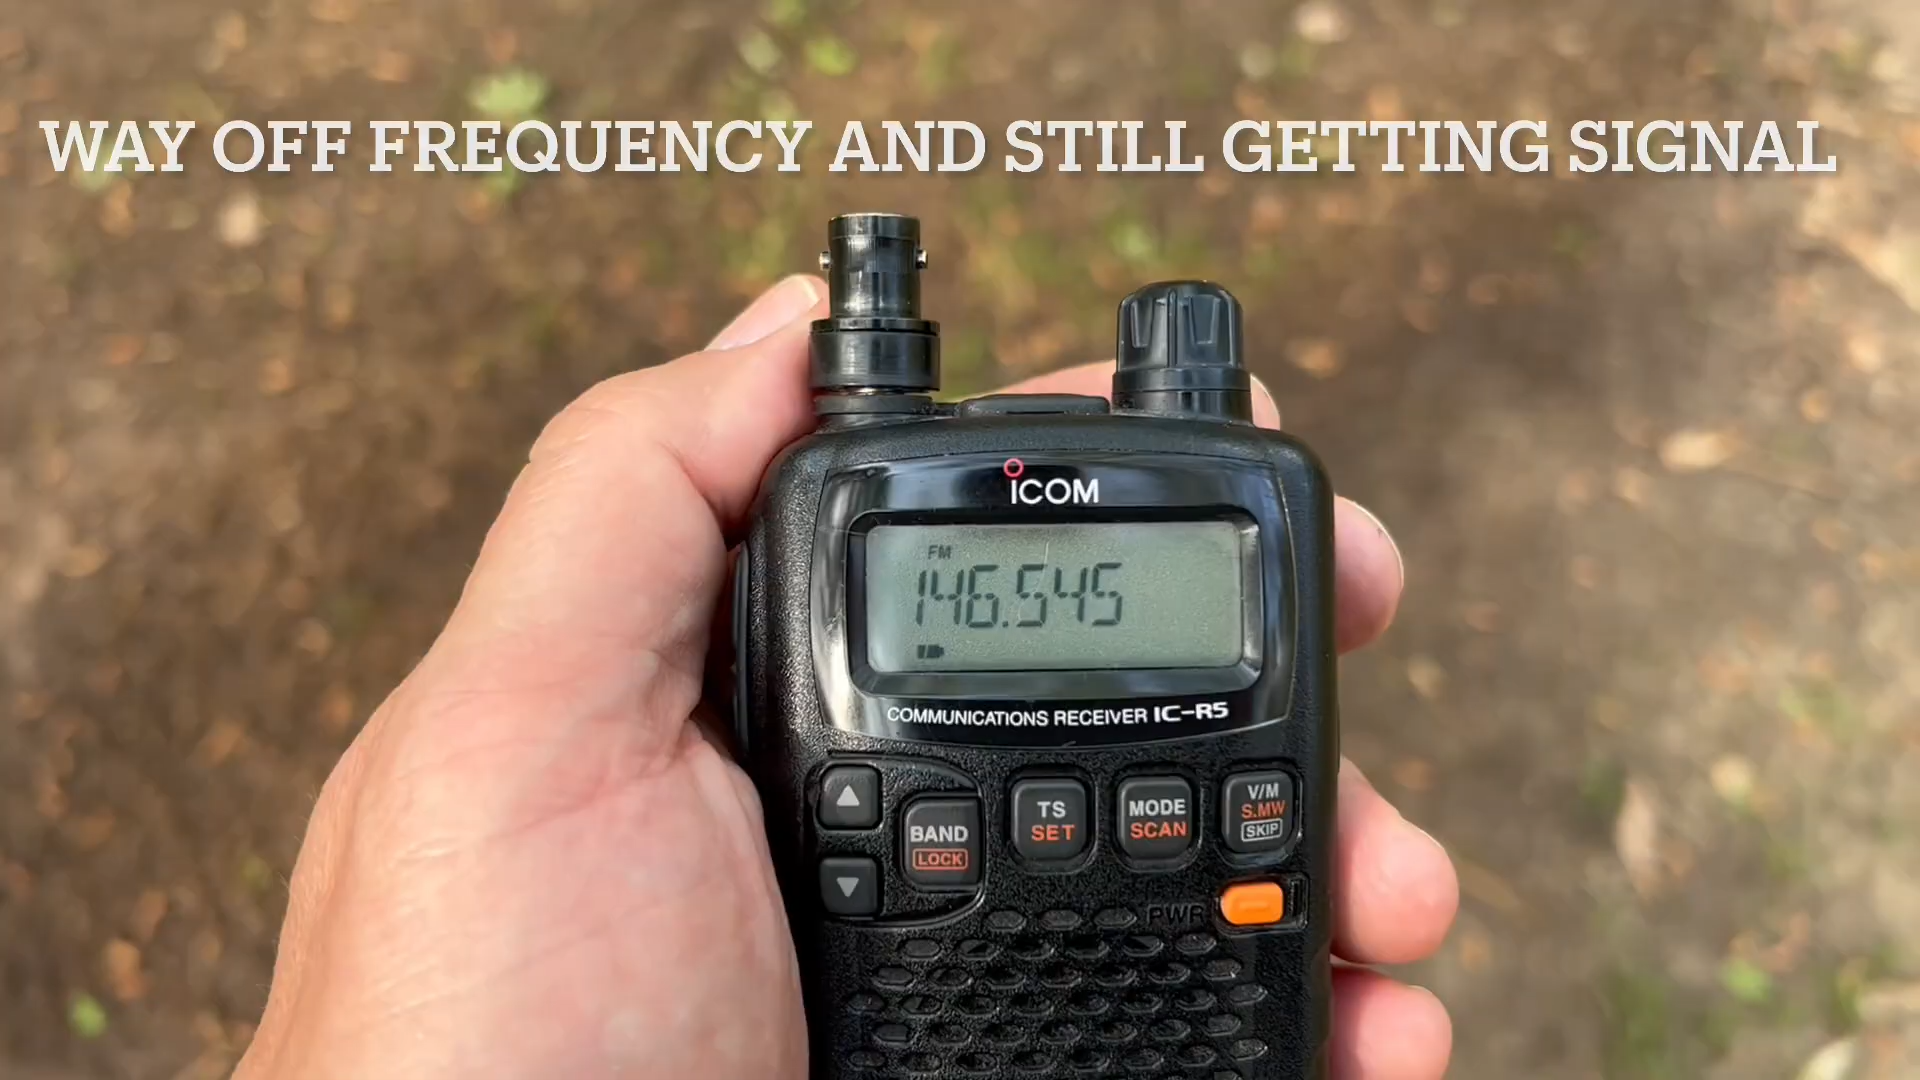 WAY OFF FREQUENCY AND STILL GETTING SIGNAL
iCOM
FM
146.545
COMMUNICATIONS RECEIVER IC-R5
BAND
LOCK
TS
SET
MODE
SCAN
V/M
S.MW
SKIP
PWR